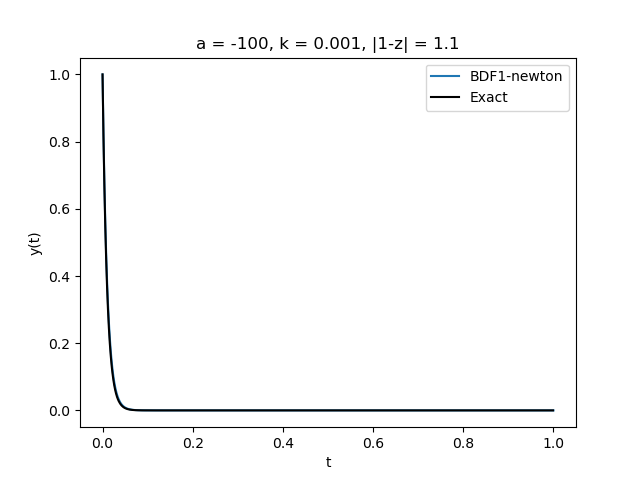 a = -100, k = 0.001, |1-z| = 1.1
BDF1-newton
Exact
y(t)
1.0
0.8
0.6
0.4
0.2
0.0
0.0 0.2 0.4 0.6 0.8 1.0
t